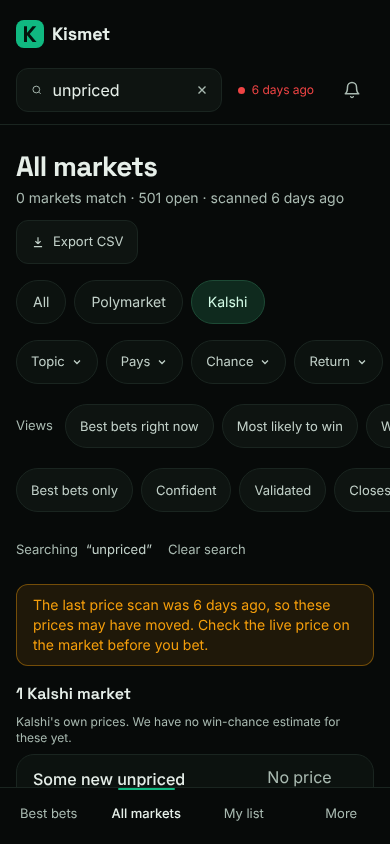 K Kismet
unpriced
6 days ago
All markets
0 markets match · 501 open · scanned 6 days ago
Export CSV
All Polymarket Kalshi
Topic Pays Chance Return
Views Best bets right now Most likely to win W
Best bets only Confident Validated Closes
Searching “unpriced” Clear search
The last price scan was 6 days ago, so these
prices may have moved. Check the live price on
the market before you bet.
1 Kalshi market
Kalshi's own prices. We have no win-chance estimate for
these yet.
Some new unpriced No price
Best bets All markets My list More